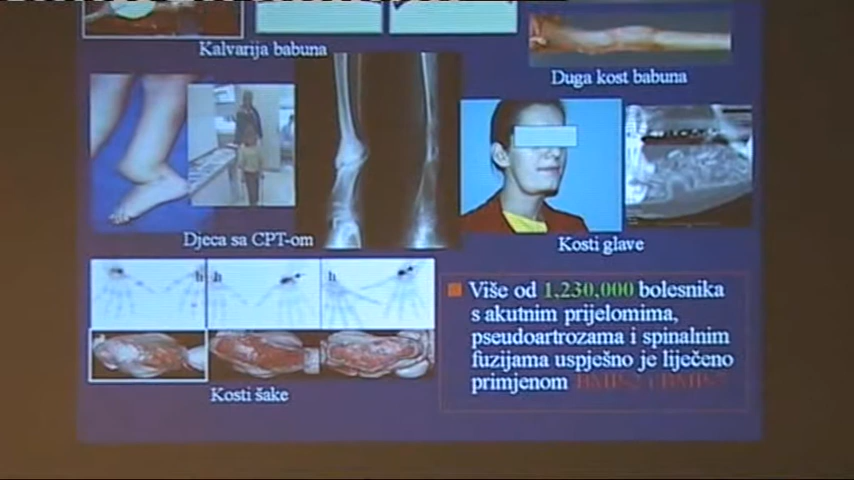 Kalvarija babuna
Duga kost babuna
Djeca sa CPT-om
Kosti glave
h
h
h
Kosti šake
Više od 1,230,000 bolesnika
s akutnim prijelomima,
pseudoartrozama i spinalnim
fuzijama uspješno je liječeno
primjenom